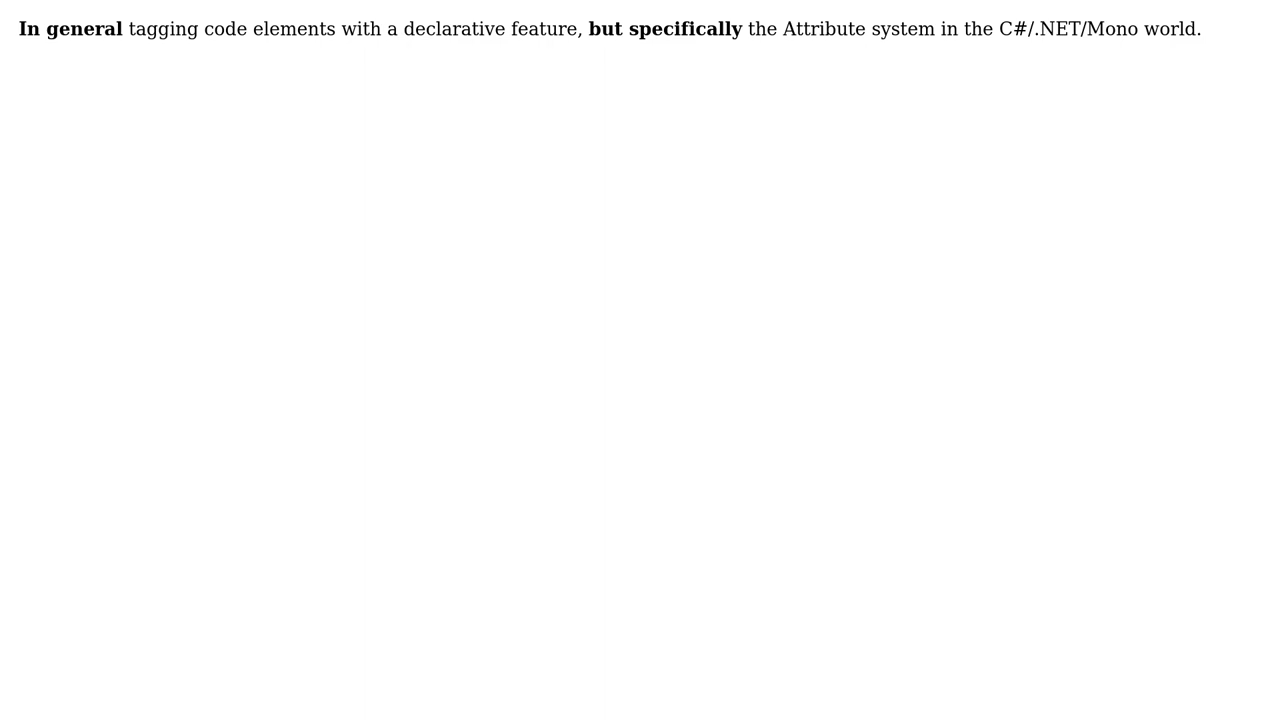 In general tagging code elements with a declarative feature, but specifically the Attribute system in the C#/.NET/Mono world.